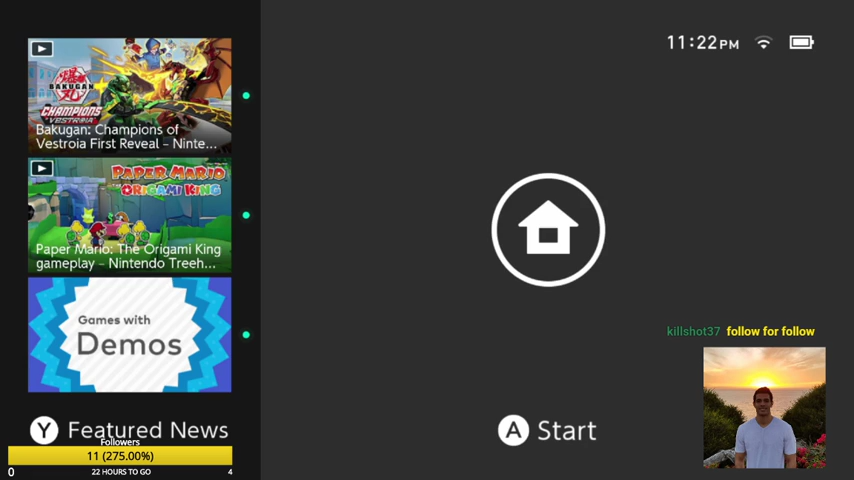 11:22PM
BAKUGAN
CHAMPIONS
VESTROIA
Bakugan: Champions of
Vestroia First Reveal – Ninte...
PAPER MARIO
THE ORIGAMI KING
Paper Mario: The Origami King
gameplay – Nintendo Treeh...
Games with
Demos
killshot37 follow for follow
Y Featured News
A Start
Followers
11 (275.00%)
0 22 HOURS TO GO 4